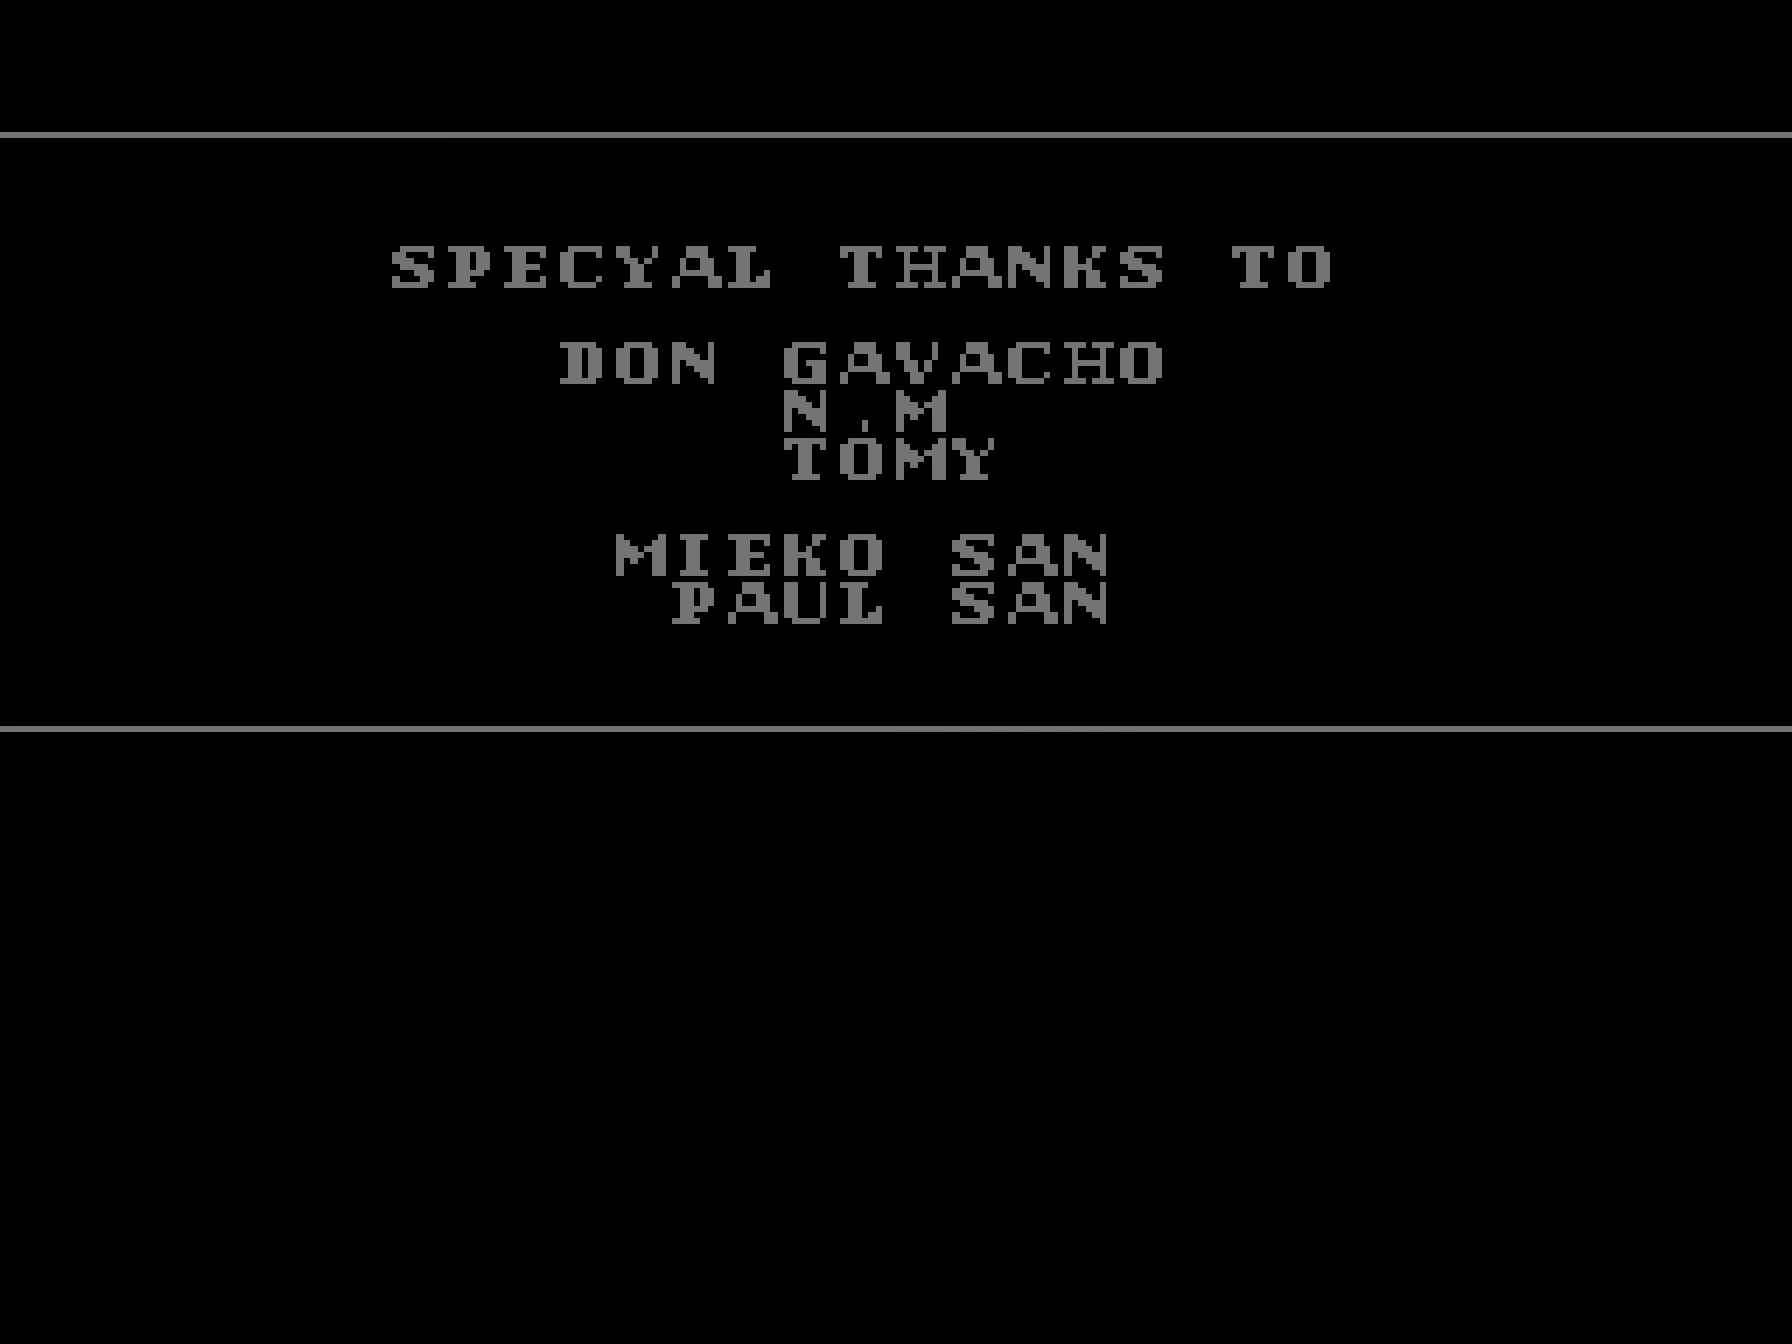 SPECYAL THANKS TO
DON GAVACHO
N.M
TOMY
MIEKO SAN
PAUL SAN